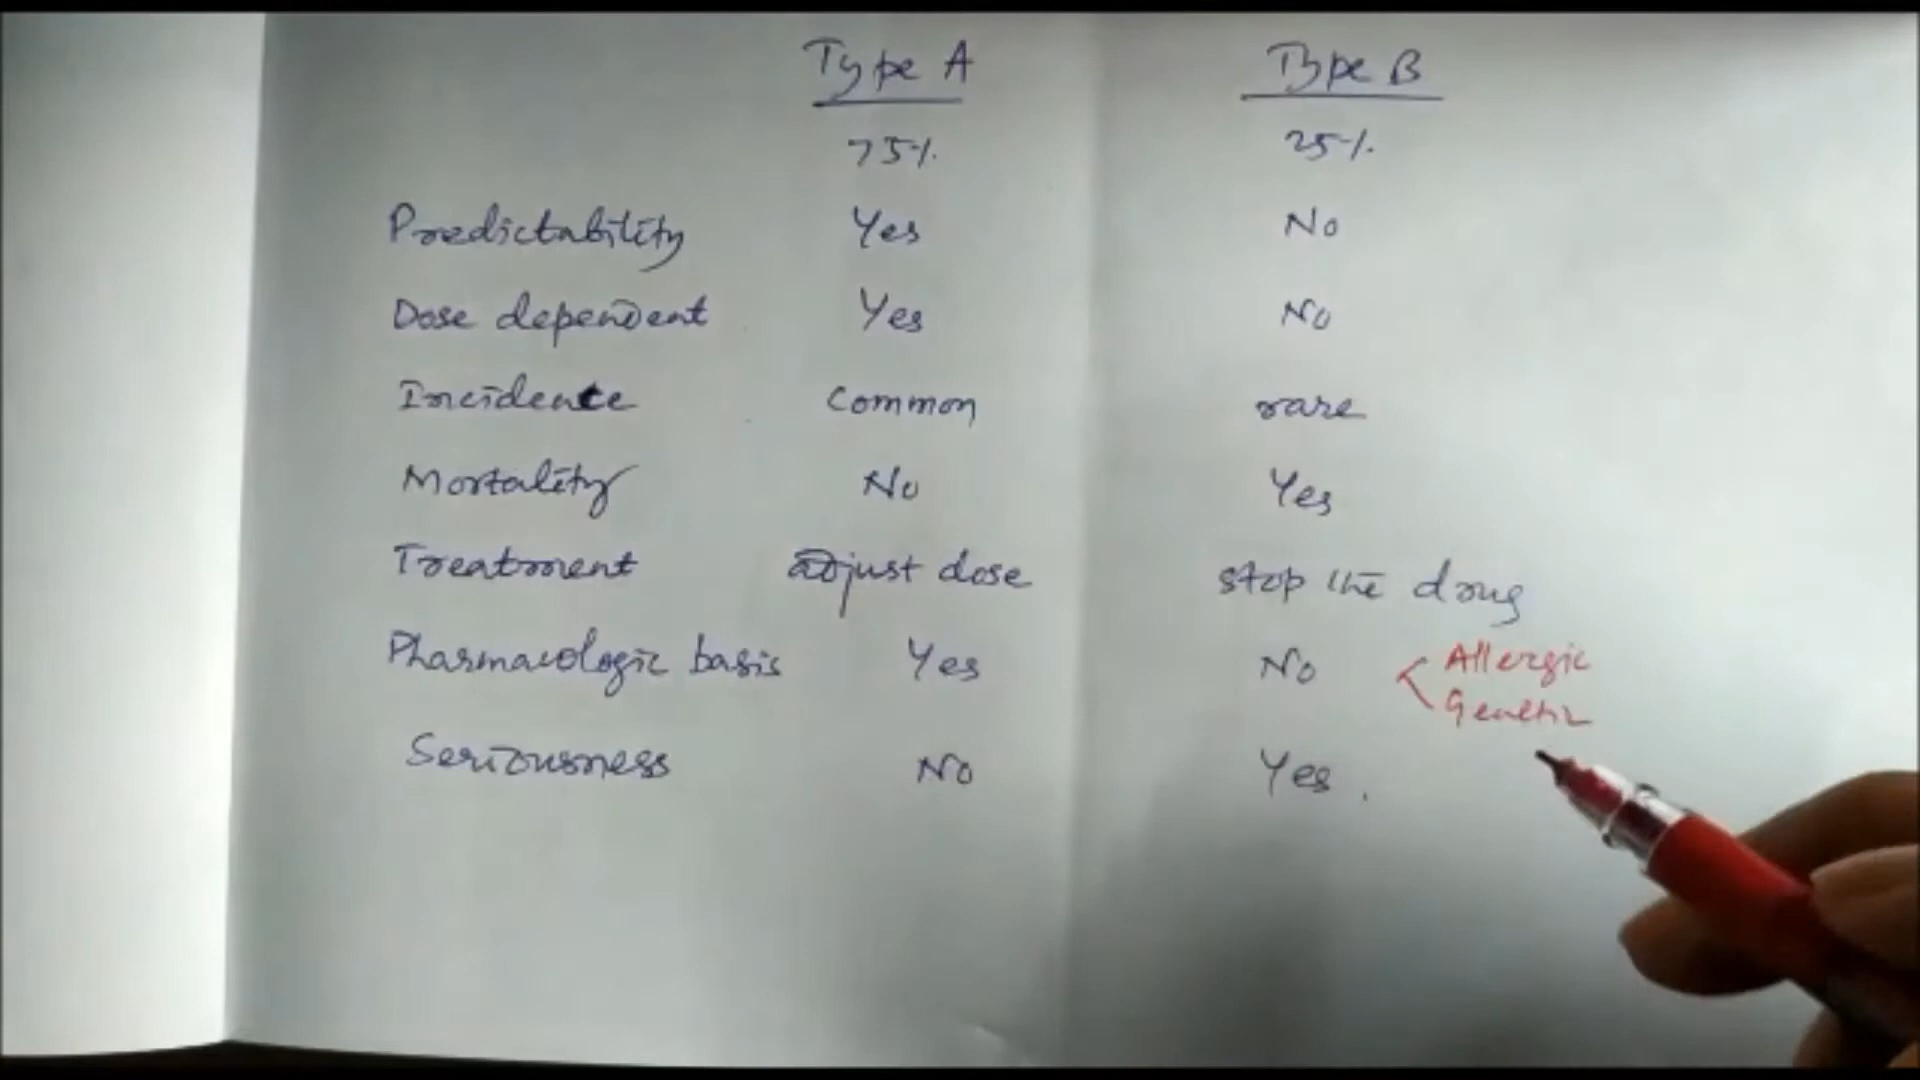 Type A Type B
75% 25%
Predictability Yes No
Dose dependent Yes No
Incidence Common rare
Mortality No Yes
Treatment adjust dose stop the drug
Pharmacologic basis Yes No < Allergic
Genetic
Seriousness No Yes.